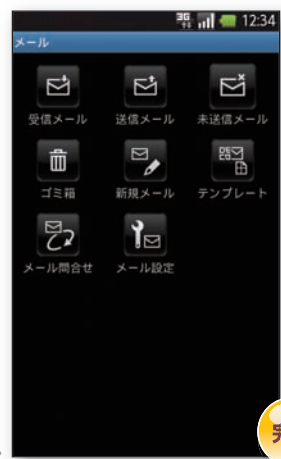 3G 12:34
メール
受信メール 送信メール 未送信メール
ゴミ箱 新規メール テンプレート
メール問合せ メール設定